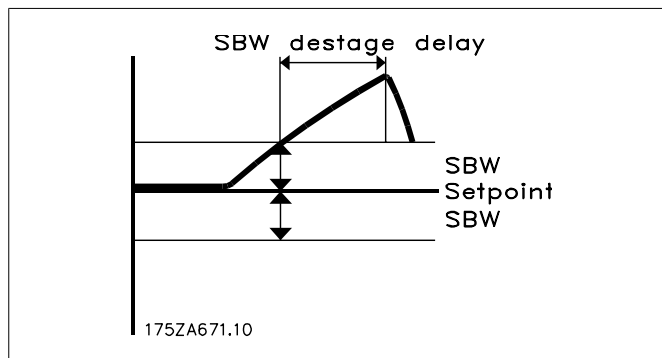 SBW destage delay
SBW
Setpoint
SBW
175ZA671.10